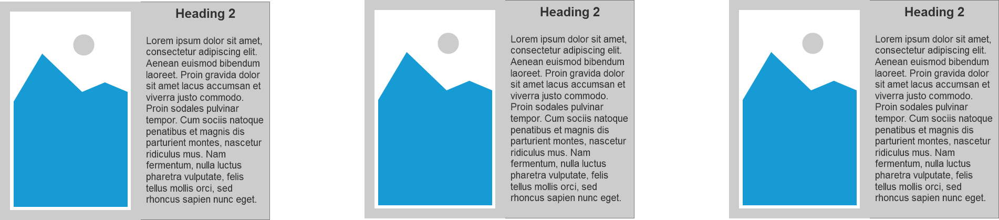 Heading 2
Lorem ipsum dolor sit amet,
consectetur adipiscing elit.
Aenean euismod bibendum
laoreet. Proin gravida dolor
sit amet lacus accumsan et
viverra justo commodo.
Proin sodales pulvinar
tempor. Cum sociis natoque
penatibus et magnis dis
parturient montes, nascetur
ridiculus mus. Nam
fermentum, nulla luctus
pharetra vulputate, felis
tellus mollis orci, sed
rhoncus sapien nunc eget.
Heading 2
Lorem ipsum dolor sit amet,
consectetur adipiscing elit.
Aenean euismod bibendum
laoreet. Proin gravida dolor
sit amet lacus accumsan et
viverra justo commodo.
Proin sodales pulvinar
tempor. Cum sociis natoque
penatibus et magnis dis
parturient montes, nascetur
ridiculus mus. Nam
fermentum, nulla luctus
pharetra vulputate, felis
tellus mollis orci, sed
rhoncus sapien nunc eget.
Heading 2
Lorem ipsum dolor sit amet,
consectetur adipiscing elit.
Aenean euismod bibendum
laoreet. Proin gravida dolor
sit amet lacus accumsan et
viverra justo commodo.
Proin sodales pulvinar
tempor. Cum sociis natoque
penatibus et magnis dis
parturient montes, nascetur
ridiculus mus. Nam
fermentum, nulla luctus
pharetra vulputate, felis
tellus mollis orci, sed
rhoncus sapien nunc eget.